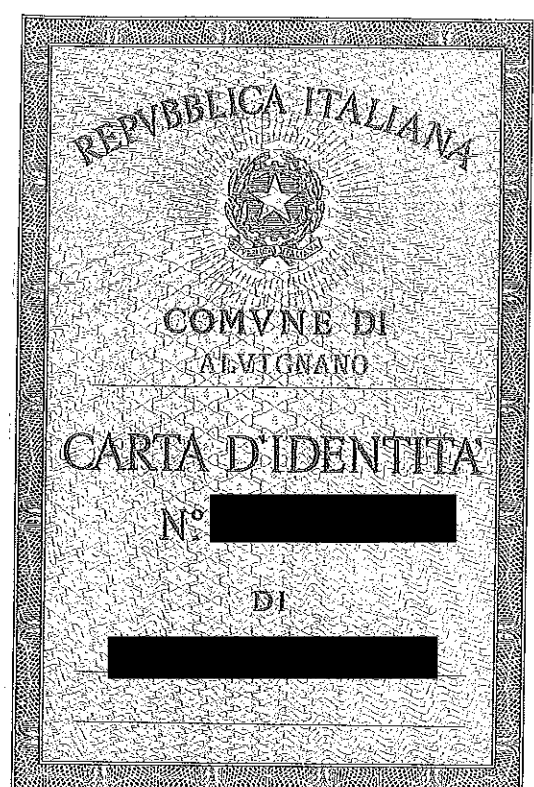 REPVBBLICA ITALIANA
COMVNE DI
ALVIGNANO
CARTA D'IDENTITA'
N°
DI